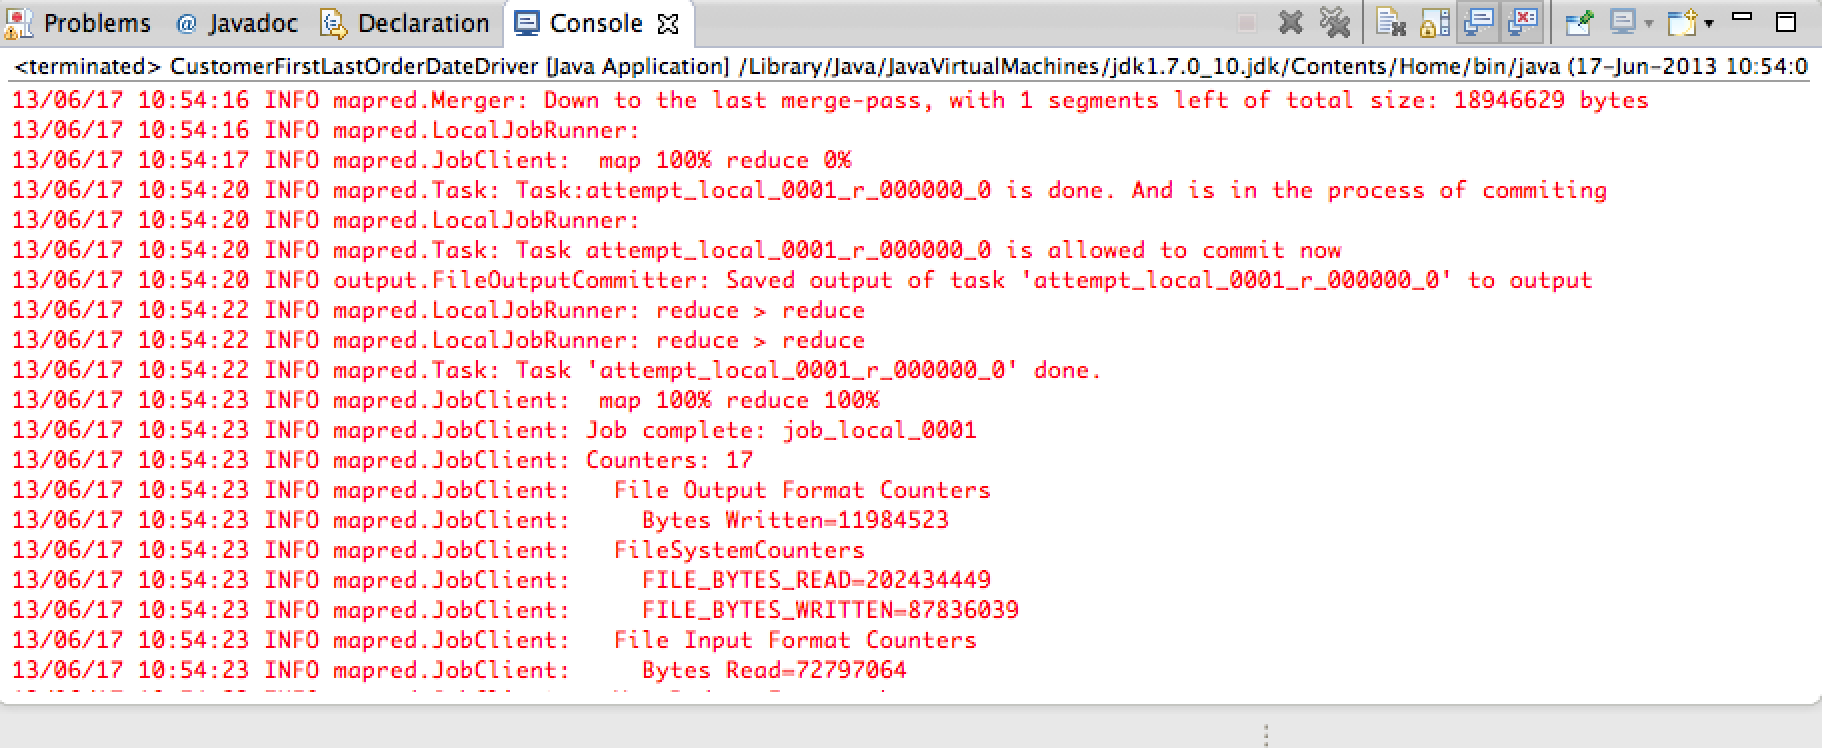 Problems @ Javadoc Declaration Console
<terminated> CustomerFirstLastOrderDateDriver [Java Application] /Library/Java/JavaVirtualMachines/jdk1.7.0_10.jdk/Contents/Home/bin/java (17-Jun-2013 10:54:0
13/06/17 10:54:16 INFO mapred.Merger: Down to the last merge-pass, with 1 segments left of total size: 18946629 bytes
13/06/17 10:54:16 INFO mapred.LocalJobRunner:
13/06/17 10:54:17 INFO mapred.JobClient:  map 100% reduce 0%
13/06/17 10:54:20 INFO mapred.Task: Task:attempt_local_0001_r_000000_0 is done. And is in the process of commiting
13/06/17 10:54:20 INFO mapred.LocalJobRunner:
13/06/17 10:54:20 INFO mapred.Task: Task attempt_local_0001_r_000000_0 is allowed to commit now
13/06/17 10:54:20 INFO output.FileOutputCommitter: Saved output of task 'attempt_local_0001_r_000000_0' to output
13/06/17 10:54:22 INFO mapred.LocalJobRunner: reduce > reduce
13/06/17 10:54:22 INFO mapred.LocalJobRunner: reduce > reduce
13/06/17 10:54:22 INFO mapred.Task: Task 'attempt_local_0001_r_000000_0' done.
13/06/17 10:54:23 INFO mapred.JobClient:  map 100% reduce 100%
13/06/17 10:54:23 INFO mapred.JobClient: Job complete: job_local_0001
13/06/17 10:54:23 INFO mapred.JobClient: Counters: 17
13/06/17 10:54:23 INFO mapred.JobClient:   File Output Format Counters
13/06/17 10:54:23 INFO mapred.JobClient:     Bytes Written=11984523
13/06/17 10:54:23 INFO mapred.JobClient:   FileSystemCounters
13/06/17 10:54:23 INFO mapred.JobClient:     FILE_BYTES_READ=202434449
13/06/17 10:54:23 INFO mapred.JobClient:     FILE_BYTES_WRITTEN=87836039
13/06/17 10:54:23 INFO mapred.JobClient:   File Input Format Counters
13/06/17 10:54:23 INFO mapred.JobClient:     Bytes Read=72797064